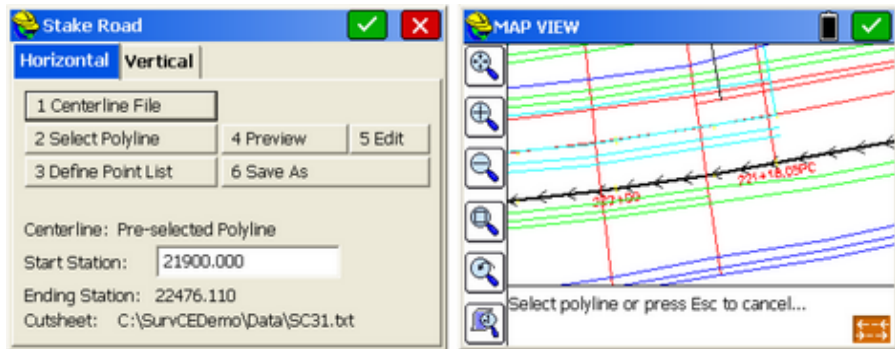 Stake Road
Horizontal Vertical
1 Centerline File
2 Select Polyline 4 Preview 5 Edit
3 Define Point List 6 Save As
Centerline: Pre-selected Polyline
Start Station: 21900.000
Ending Station: 22476.110
Cutsheet: C:\SurvCEDemo\Data\SC31.txt
MAP VIEW
222+00
221+18.05PC
Select polyline or press Esc to cancel...